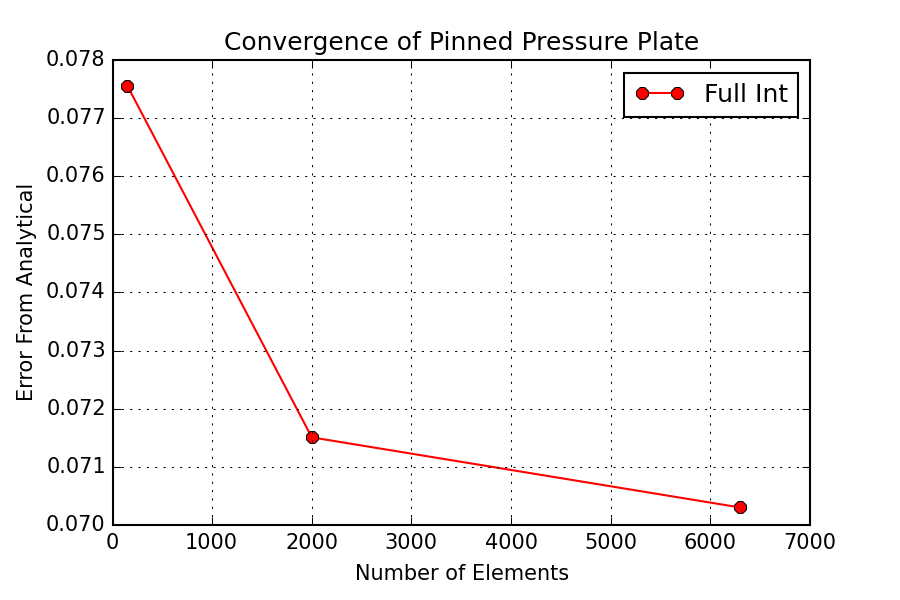 Convergence of Pinned Pressure Plate
Full Int
Error From Analytical
0.078
0.077
0.076
0.075
0.074
0.073
0.072
0.071
0.070
0 1000 2000 3000 4000 5000 6000 7000
Number of Elements